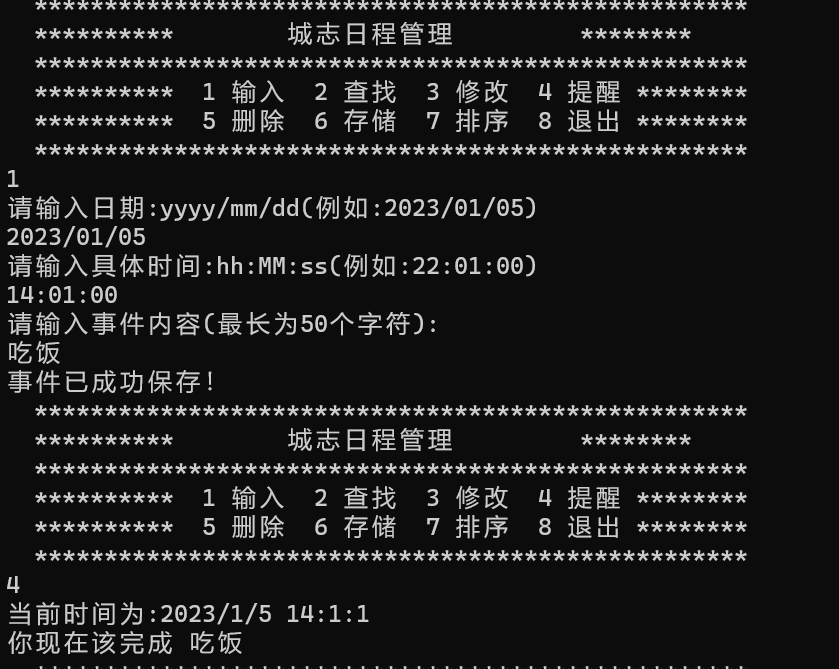 ***************************************************
********** 城志日程管理 ********
***************************************************
********** 1 输入 2 查找 3 修改 4 提醒 ********
********** 5 删除 6 存储 7 排序 8 退出 ********
***************************************************
1
请输入日期:yyyy/mm/dd(例如:2023/01/05)
2023/01/05
请输入具体时间:hh:MM:ss(例如:22:01:00)
14:01:00
请输入事件内容(最长为50个字符):
吃饭
事件已成功保存!
***************************************************
********** 城志日程管理 ********
***************************************************
********** 1 输入 2 查找 3 修改 4 提醒 ********
********** 5 删除 6 存储 7 排序 8 退出 ********
***************************************************
4
当前时间为:2023/1/5 14:1:1
你现在该完成 吃饭
***************************************************